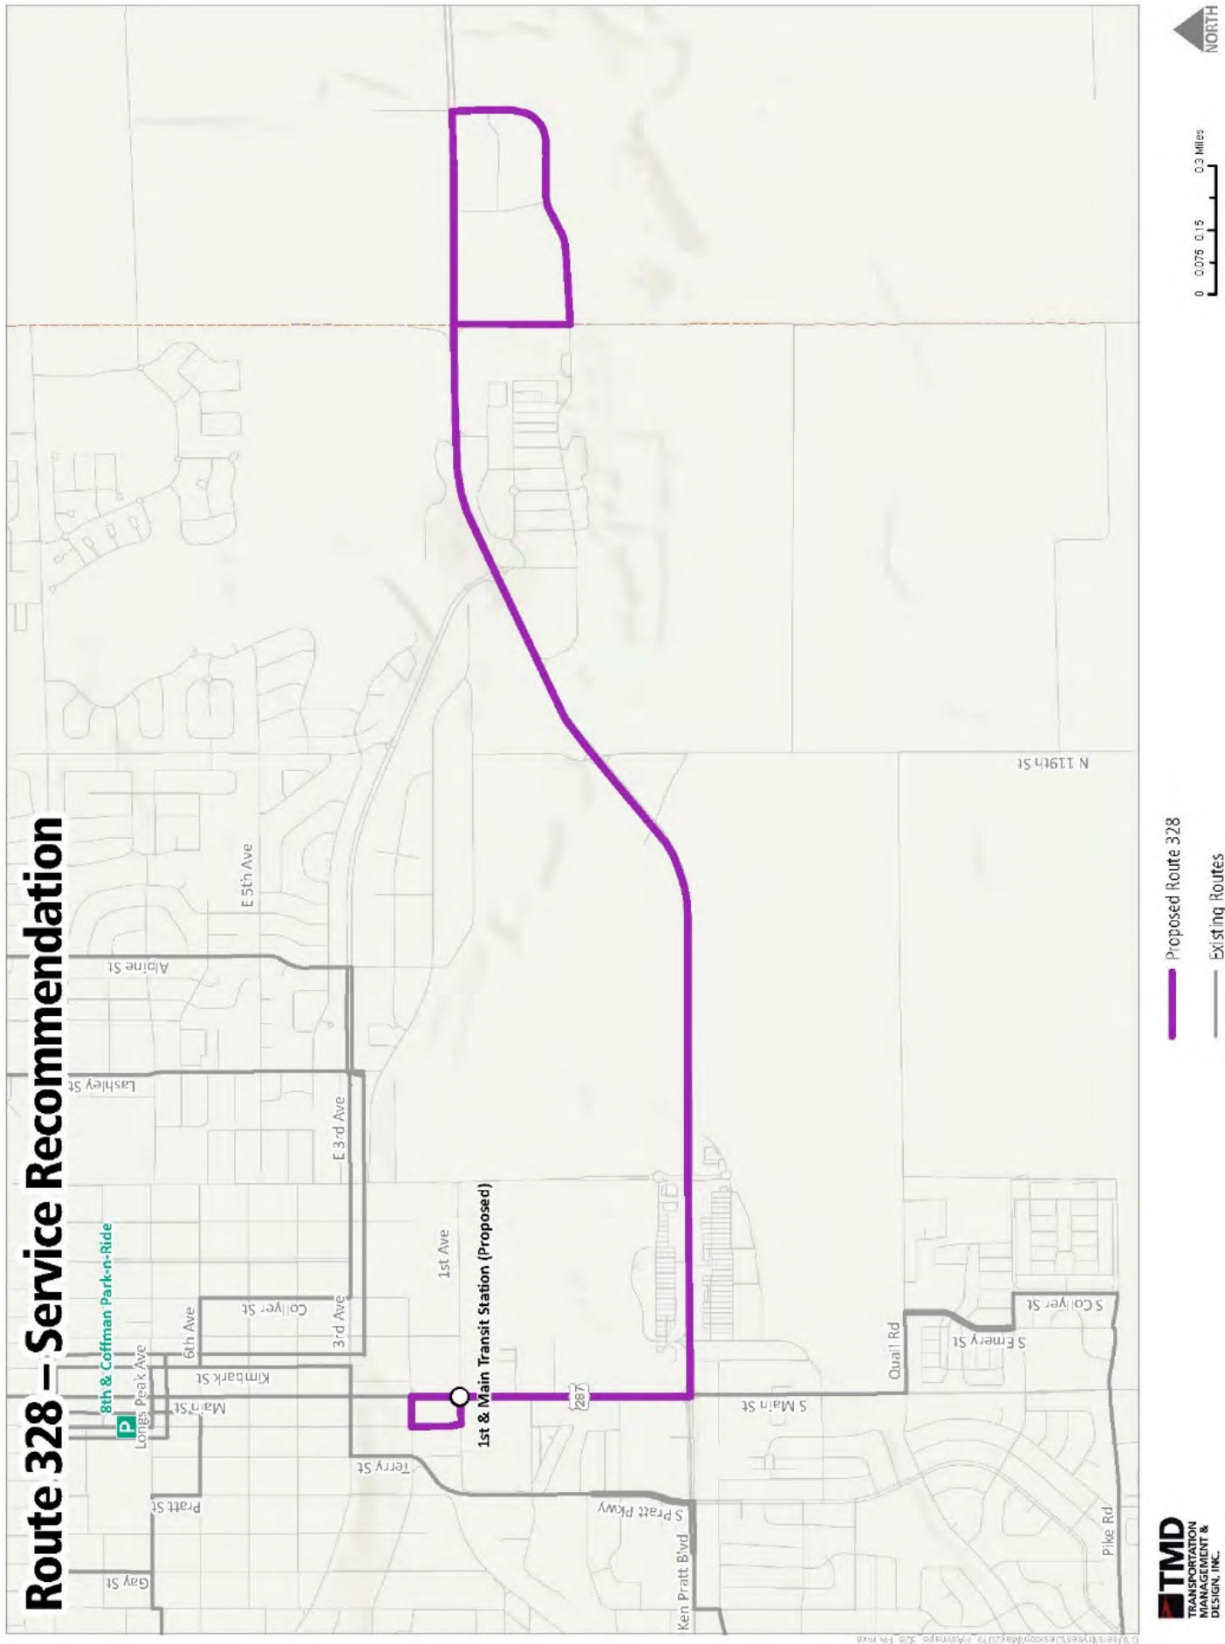 Route 328 – Service Recommendation
8th & Coffman Park-n-Ride
P
Longs Peak Ave
Gay St
Pratt St
Main St
Kimbark St
6th Ave
Collyer St
Lashley St
Alpine St
E 5th Ave
3rd Ave
E 3rd Ave
Terry St
1st Ave
1st & Main Transit Station (Proposed)
287
S Pratt Pkwy
Ken Pratt Blvd
S Main St
N 119th St
Quail Rd
S Emery St
S Collyer St
Pike Rd
TMD
TRANSPORTATION
MANAGEMENT &
DESIGN, INC.
Proposed Route 328
Existing Routes
0 0.075 0.15 0.3 Miles
NORTH